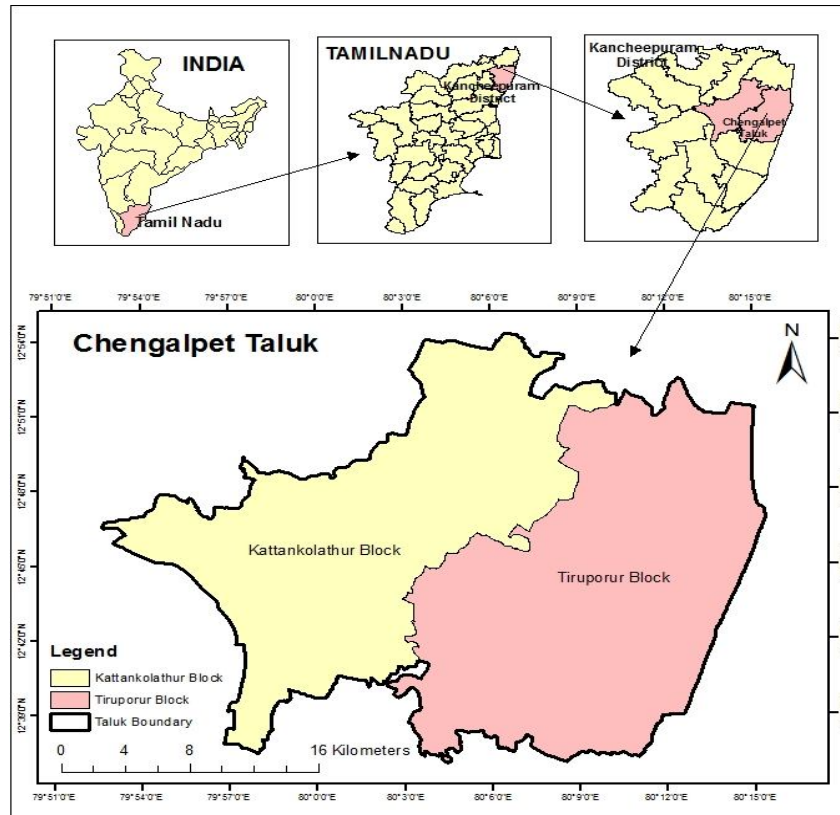 INDIA
Tamil Nadu
TAMILNADU
Kancheepuram
District
Kancheepuram
District
Chengalpet
Taluk
79°51'0"E 79°54'0"E 79°57'0"E 80°0'0"E 80°3'0"E 80°6'0"E 80°9'0"E 80°12'0"E 80°15'0"E
Chengalpet Taluk
N
12°54'0"N
12°51'0"N
12°48'0"N
12°45'0"N
12°42'0"N
12°39'0"N
Kattankolathur Block
Tiruporur Block
Legend
Kattankolathur Block
Tiruporur Block
Taluk Boundary
0 4 8 16 Kilometers
79°51'0"E 79°54'0"E 79°57'0"E 80°0'0"E 80°3'0"E 80°6'0"E 80°9'0"E 80°12'0"E 80°15'0"E